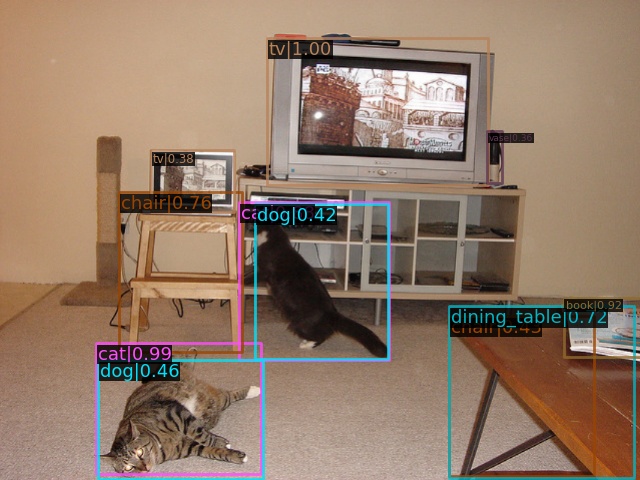 tv|1.00
vase|0.36
tv|0.38
chair|0.76
ca
dog|0.42
book|0.92
dining_table|0.72
chair|0.45
cat|0.99
dog|0.46